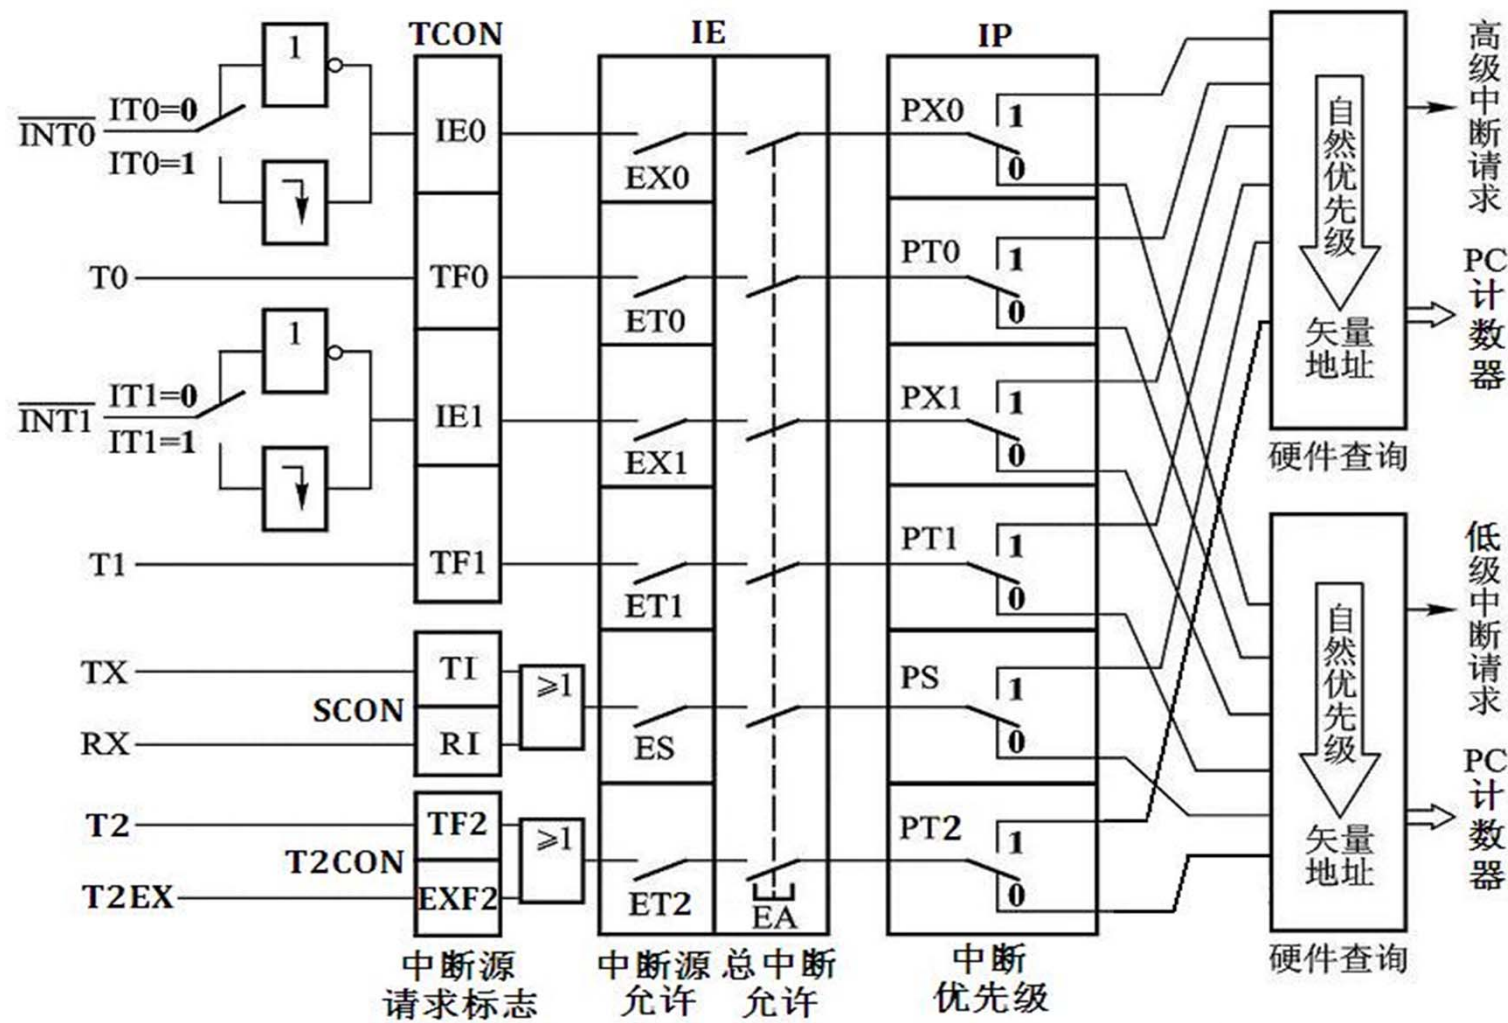 TCON
IE
IP
1
INT0
IT0=0
IT0=1
IE0
EX0
PX0
1
0
T0
TF0
ET0
PT0
1
0
1
INT1
IT1=0
IT1=1
IE1
EX1
PX1
1
0
T1
TF1
ET1
PT1
1
0
TX
TI
≥1
SCON
RX
RI
ES
PS
1
0
T2
TF2
≥1
T2CON
T2EX
EXF2
ET2
EA
PT2
1
0
中断源
请求标志
中断源
允许
总中断
允许
中断
优先级
自然优先级
矢量
地址
硬件查询
高级中断请求
PC
计数器
自然优先级
矢量
地址
硬件查询
低级中断请求
PC
计数器